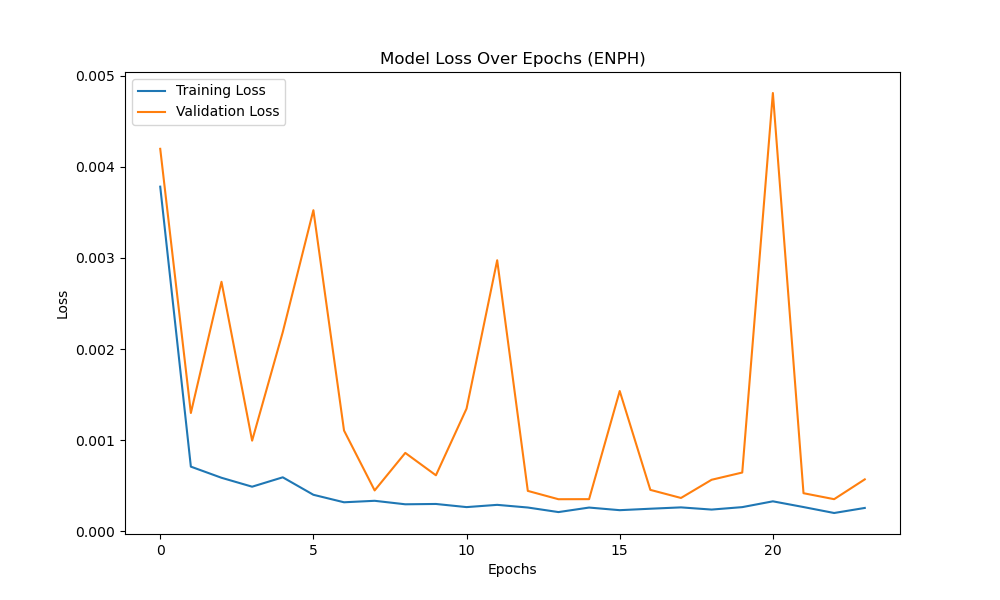 Model Loss Over Epochs (ENPH)
0.005
Training Loss
Validation Loss
0.004
0.003
Loss
0.002
0.001
0.000
0 5 10 15 20
Epochs